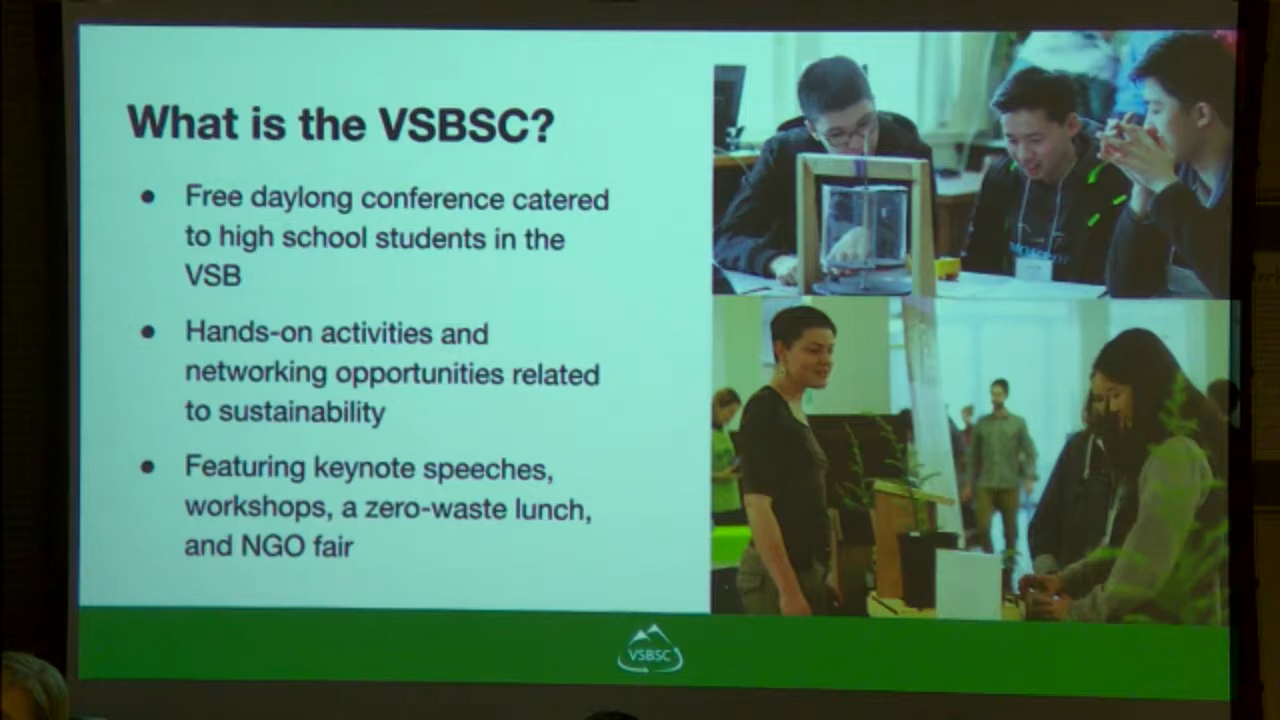 What is the VSBSC?
● Free daylong conference catered
to high school students in the
VSB
● Hands-on activities and
networking opportunities related
to sustainability
● Featuring keynote speeches,
workshops, a zero-waste lunch,
and NGO fair
VSBSC